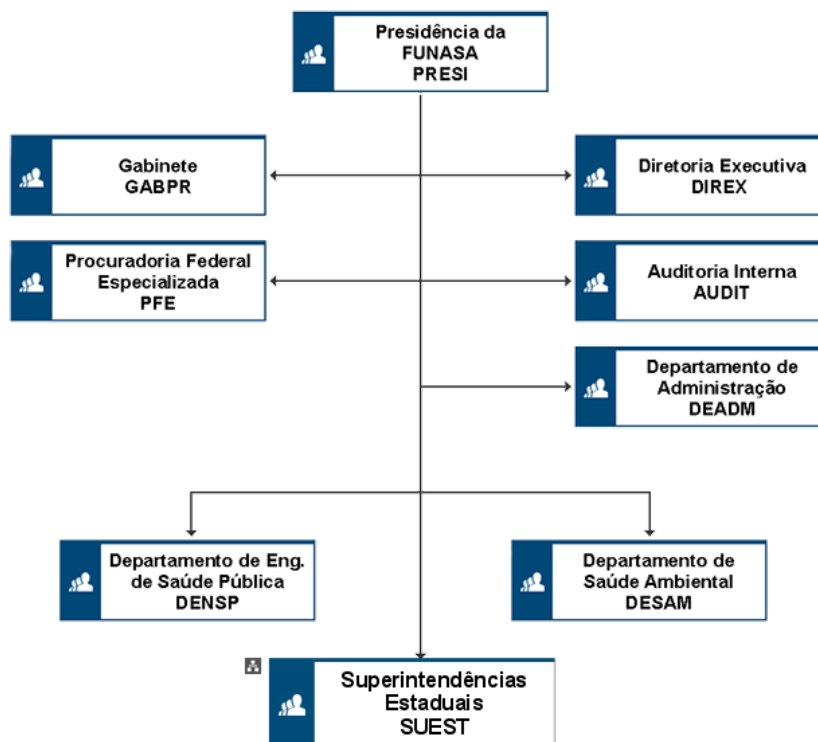 Presidência da
FUNASA
PRESI
Gabinete
GABPR
Diretoria Executiva
DIREX
Procuradoria Federal
Especializada
PFE
Auditoria Interna
AUDIT
Departamento de
Administração
DEADM
Departamento de Eng.
de Saúde Pública
DENSP
Departamento de
Saúde Ambiental
DESAM
Superintendências
Estaduais
SUEST